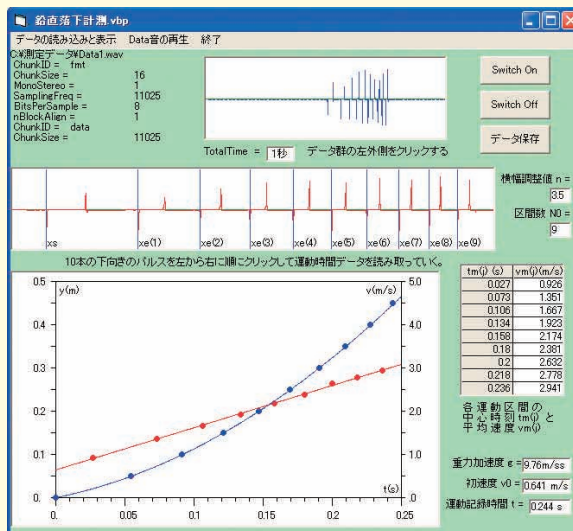 鉛直落下計測.vbp
データの読み込みと表示 Data音の再生 終了
C:¥測定データ¥Data1.wav
ChunkID = fmt
ChunkSize = 16
MonoStereo = 1
SamplingFreq = 11025
BitsPerSample = 8
nBlockAlign = 1
ChunkID = data
ChunkSize = 11025
TotalTime = 1秒 データ群の左外側をクリックする
Switch On
Switch Off
データ保存
横幅調整値 n =
3.5
区間数 N0 =
9
xs xe(1) xe(2) xe(3) xe(4) xe(5) xe(6) xe(7) xe(8) xe(9)
10本の下向きのパルスを左から右に順にクリックして運動時間データを読み取っていく。
0.5 y(m) v(m/s) 5.0
0.4 4.0
0.3 3.0
0.2 2.0
0.1 1.0
0. t(s) 0.
0. 0.05 0.1 0.15 0.2 0.25
tm(j) (s) vm(j)(m/s)
0.027 0.926
0.073 1.351
0.106 1.667
0.134 1.923
0.158 2.174
0.18 2.381
0.2 2.632
0.218 2.778
0.236 2.941
各運動区間の
中心時刻tm(j)と
平均速度vm(j)
重力加速度 g = 9.76m/ss
初速度 v0 = 0.641 m/s
運動記録時間 t = 0.244 s